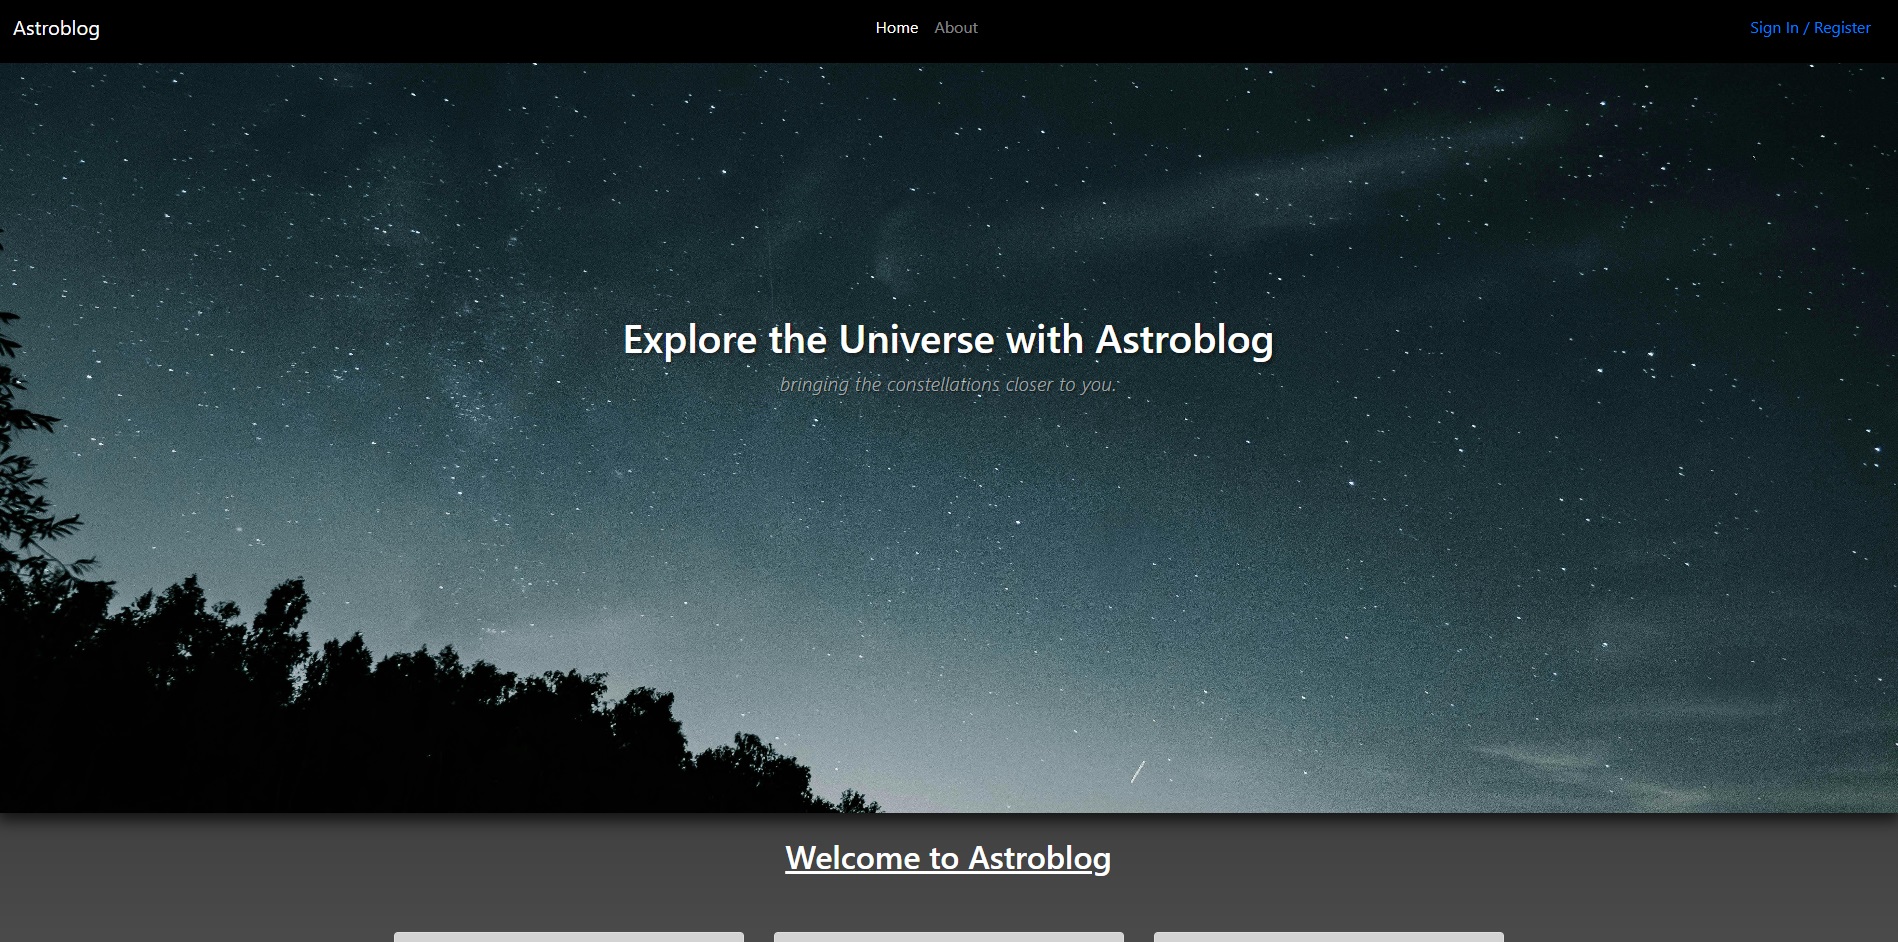 Astroblog
Home About
Sign In / Register
Explore the Universe with Astroblog
bringing the constellations closer to you.
Welcome to Astroblog